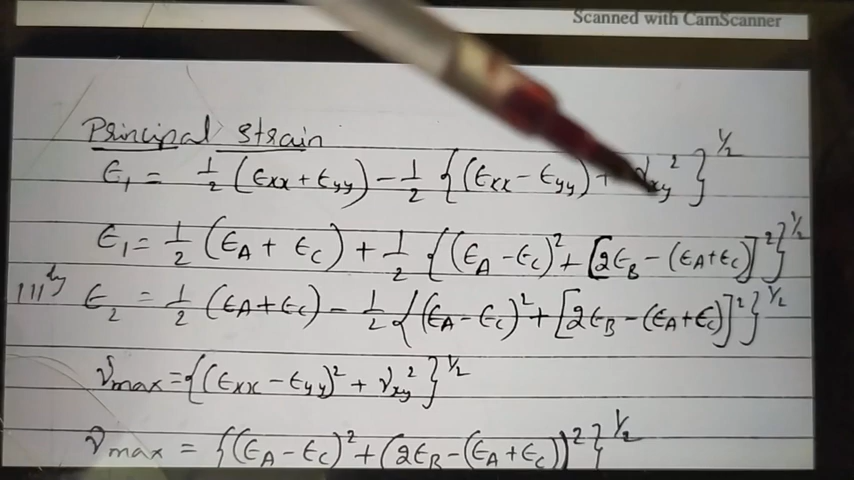 Scanned with CamScanner
Principal strain
ϵ₁ = 1/2 (ϵxx + ϵyy) − 1/2 {(ϵxx − ϵyy) + γxy²}^1/2
ϵ₁ = 1/2 (ϵA + ϵC) + 1/2 {(ϵA − ϵC)² + [2ϵB − (ϵA + ϵC)]²}^1/2
|||ly ϵ₂ = 1/2 (ϵA + ϵC) − 1/2 {(ϵA − ϵC)² + [2ϵB − (ϵA + ϵC)]²}^1/2
γmax = {(ϵxx − ϵyy)² + γxy²}^1/2
γmax = {(ϵA − ϵC)² + (2ϵB − (ϵA + ϵC))²}^1/2